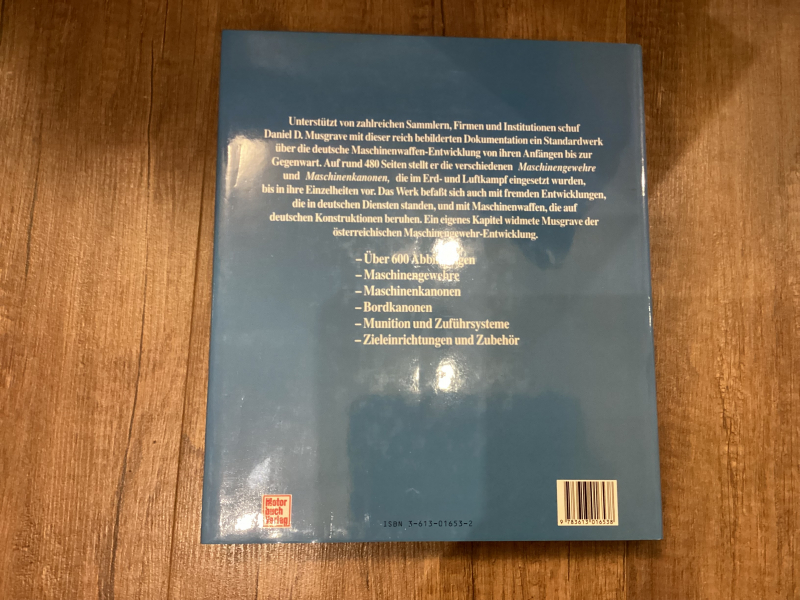 Unterstützt von zahlreichen Sammlern, Firmen und Institutionen schuf
Daniel D. Musgrave mit dieser reich bebilderten Dokumentation ein Standardwerk
über die deutsche Maschinenwaffen-Entwicklung von ihren Anfängen bis zur
Gegenwart. Auf rund 480 Seiten stellt er die verschiedenen Maschinengewehre
und Maschinenkanonen, die im Erd- und Luftkampf eingesetzt wurden,
bis in ihre Einzelheiten vor. Das Werk befaßt sich auch mit fremden Entwicklungen,
die in deutschen Diensten standen, und mit Maschinenwaffen, die auf
deutschen Konstruktionen beruhen. Ein eigenes Kapitel widmete Musgrave der
österreichischen Maschinengewehr-Entwicklung.
– Über 600 Abbildungen
– Maschinengewehre
– Maschinenkanonen
– Bordkanonen
– Munition und Zuführsysteme
– Zieleinrichtungen und Zubehör
Motor
buch
Verlag
ISBN 3-613-01653-2
9 783613 016538